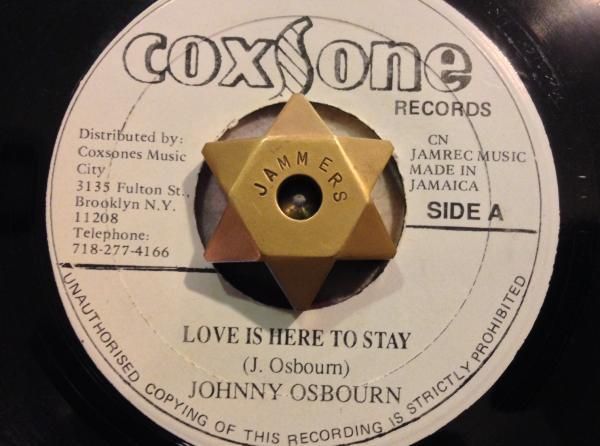 coxsone
RECORDS
Distributed by:
Coxsones Music
City
3135 Fulton St.,
Brooklyn N.Y.
11208
Telephone:
718-277-4166
JAMMERS
CN
JAMREC MUSIC
MADE IN
JAMAICA
SIDE A
LOVE IS HERE TO STAY
(J. Osbourn)
JOHNNY OSBOURN
UNAUTHORISED COPYING OF THIS RECORDING IS STRICTLY PROHIBITED